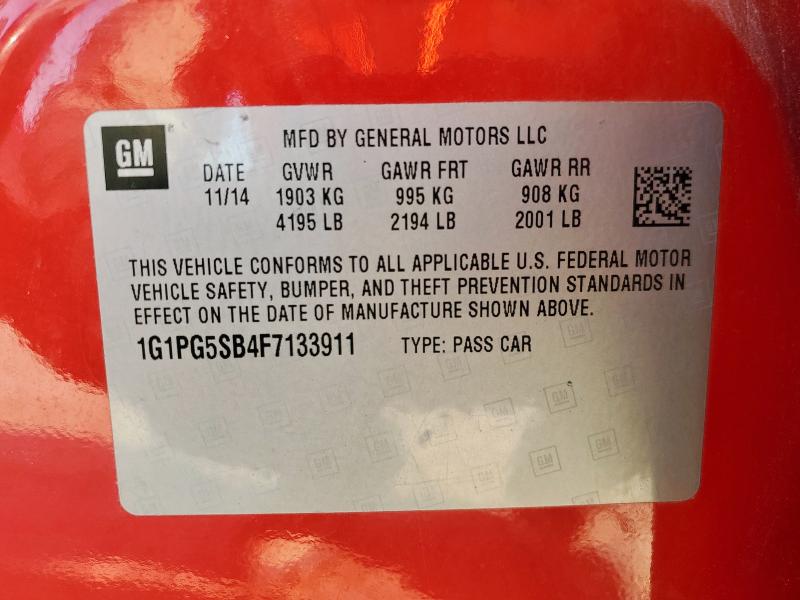 GM
MFD BY GENERAL MOTORS LLC
DATE GVWR GAWR FRT GAWR RR
11/14 1903 KG 995 KG 908 KG
4195 LB 2194 LB 2001 LB
THIS VEHICLE CONFORMS TO ALL APPLICABLE U.S. FEDERAL MOTOR
VEHICLE SAFETY, BUMPER, AND THEFT PREVENTION STANDARDS IN
EFFECT ON THE DATE OF MANUFACTURE SHOWN ABOVE.
1G1PG5SB4F7133911 TYPE: PASS CAR